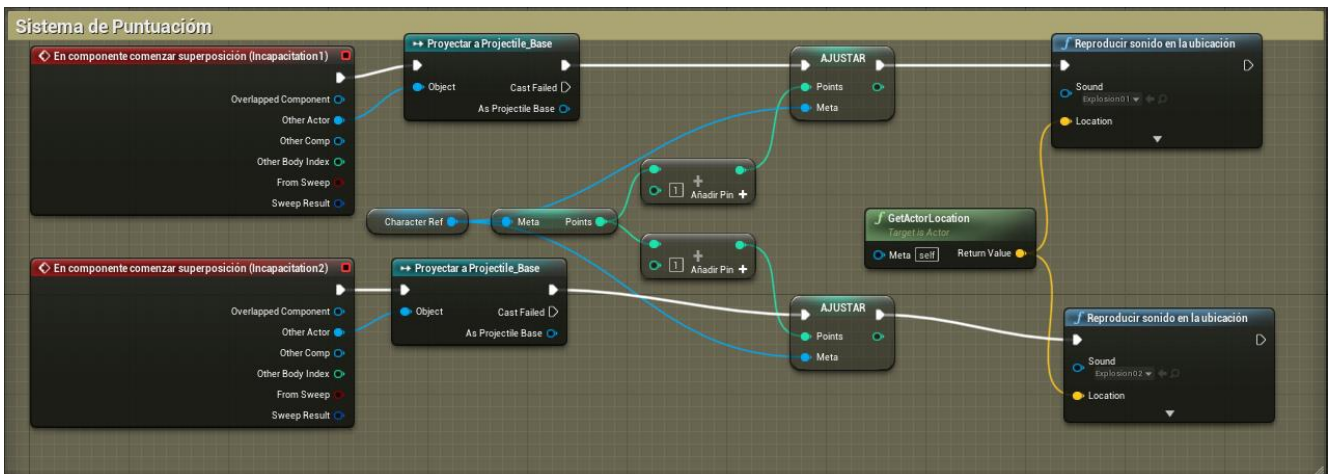 Sistema de Puntuacióm
En componente comenzar superposición (Incapacitation1)
Overlapped Component
Other Actor
Other Comp
Other Body Index
From Sweep
Sweep Result
Proyectar a Projectile_Base
Object
Cast Failed
As Projectile Base
AJUSTAR
Points
Meta
Reproducir sonido en la ubicación
Sound
Explosion01
Location
1
Añadir Pin
Character Ref
Meta Points
1
Añadir Pin
GetActorLocation
Target is Actor
Meta self Return Value
En componente comenzar superposición (Incapacitation2)
Overlapped Component
Other Actor
Other Comp
Other Body Index
From Sweep
Sweep Result
Proyectar a Projectile_Base
Object
Cast Failed
As Projectile Base
AJUSTAR
Points
Meta
Reproducir sonido en la ubicación
Sound
Explosion02
Location